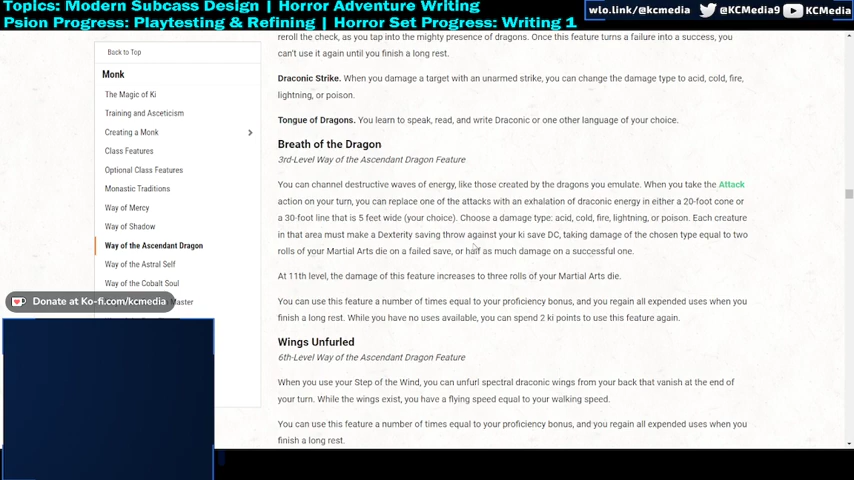 Topics: Modern Subcass Design | Horror Adventure Writing
Psion Progress: Playtesting & Refining | Horror Set Progress: Writing 1
wlo.link/@kcmedia
@KCMedia9
KCMedia
Back to Top
Monk
The Magic of Ki
Training and Asceticism
Creating a Monk
Class Features
Optional Class Features
Monastic Traditions
Way of Mercy
Way of Shadow
Way of the Ascendant Dragon
Way of the Astral Self
Way of the Cobalt Soul
Master
Donate at Ko-fi.com/kcmedia
reroll the check, as you tap into the mighty presence of dragons. Once this feature turns a failure into a success, you
can't use it again until you finish a long rest.
Draconic Strike. When you damage a target with an unarmed strike, you can change the damage type to acid, cold, fire,
lightning, or poison.
Tongue of Dragons. You learn to speak, read, and write Draconic or one other language of your choice.
Breath of the Dragon
3rd-Level Way of the Ascendant Dragon Feature
You can channel destructive waves of energy, like those created by the dragons you emulate. When you take the Attack
action on your turn, you can replace one of the attacks with an exhalation of draconic energy in either a 20-foot cone or
a 30-foot line that is 5 feet wide (your choice). Choose a damage type: acid, cold, fire, lightning, or poison. Each creature
in that area must make a Dexterity saving throw against your ki save DC, taking damage of the chosen type equal to two
rolls of your Martial Arts die on a failed save, or half as much damage on a successful one.
At 11th level, the damage of this feature increases to three rolls of your Martial Arts die.
You can use this feature a number of times equal to your proficiency bonus, and you regain all expended uses when you
finish a long rest. While you have no uses available, you can spend 2 ki points to use this feature again.
Wings Unfurled
6th-Level Way of the Ascendant Dragon Feature
When you use your Step of the Wind, you can unfurl spectral draconic wings from your back that vanish at the end of
your turn. While the wings exist, you have a flying speed equal to your walking speed.
You can use this feature a number of times equal to your proficiency bonus, and you regain all expended uses when you
finish a long rest.